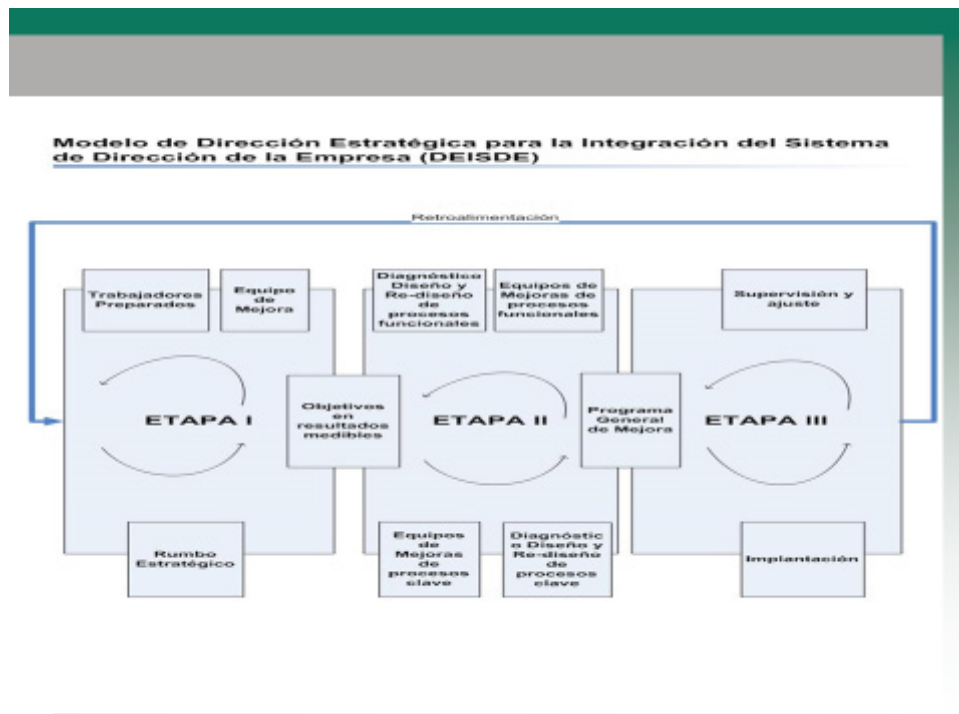 Modelo de Dirección Estratégica para la Integración del Sistema
de Dirección de la Empresa (DEISDE)
Retroalimentación
Trabajadores
Preparados
Equipo
de
Mejora
Diagnóstico
Diseño y
Re-diseño
de
procesos
funcionales
Equipos de
Mejoras de
procesos
funcionales
Supervisión y
ajuste
ETAPA I
Objetivos
en
resultados
medibles
ETAPA II
Programa
General
de Mejora
ETAPA III
Rumbo
Estratégico
Equipos
de
Mejoras
de
procesos
clave
Diagnóstic
o Diseño y
Re-diseño
de
procesos
clave
Implantación